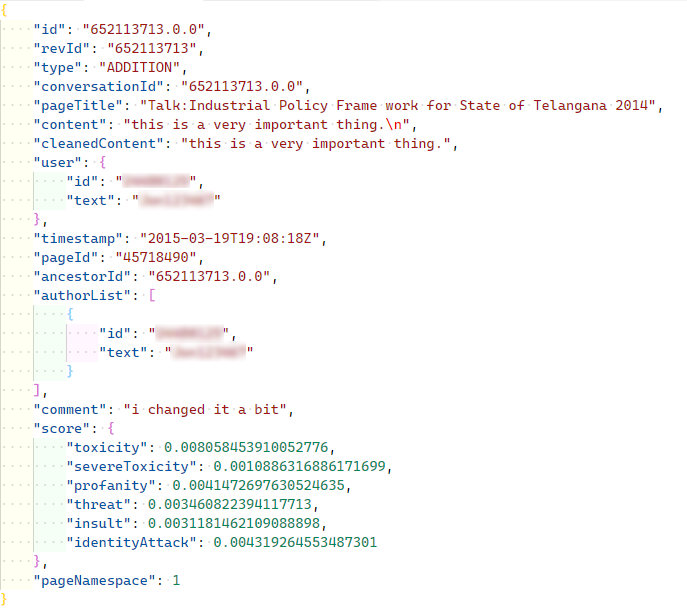 {
"id": "652113713.0.0",
"revId": "652113713",
"type": "ADDITION",
"conversationId": "652113713.0.0",
"pageTitle": "Talk:Industrial Policy Frame work for State of Telangana 2014",
"content": "this is a very important thing.\n",
"cleanedContent": "this is a very important thing.",
"user": {
"id": "",
"text": ""
},
"timestamp": "2015-03-19T19:08:18Z",
"pageId": "45718490",
"ancestorId": "652113713.0.0",
"authorList": [
{
"id": "",
"text": ""
}
],
"comment": "i changed it a bit",
"score": {
"toxicity": 0.008058453910052776,
"severeToxicity": 0.0010886316886171699,
"profanity": 0.0041472697630524635,
"threat": 0.003460822394117713,
"insult": 0.0031181462109088898,
"identityAttack": 0.004319264553487301
},
"pageNamespace": 1
}